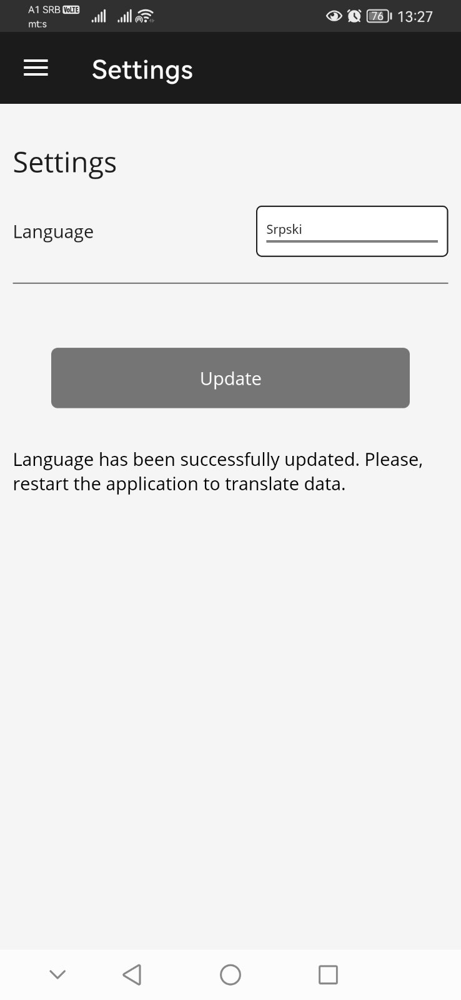 A1 SRB VoLTE
mt:s
76
13:27
Settings
Settings
Language
Srpski
Update
Language has been successfully updated. Please,
restart the application to translate data.